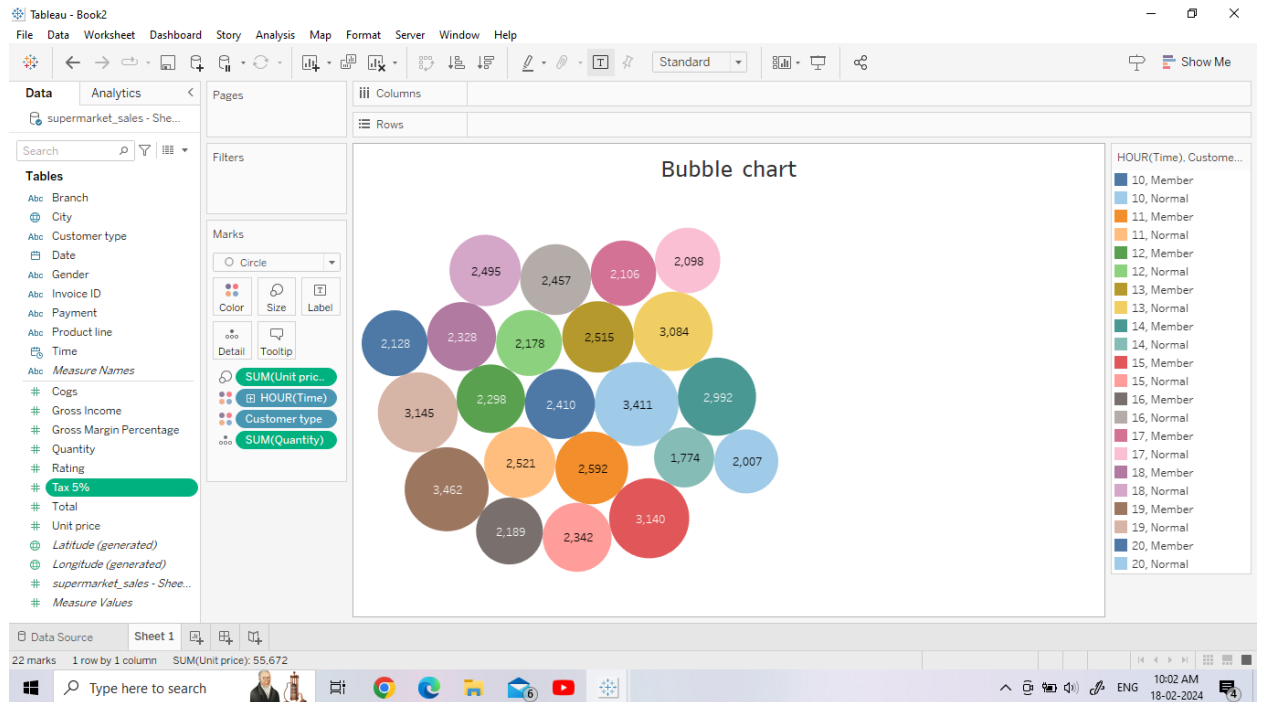 Tableau - Book2
File Data Worksheet Dashboard Story Analysis Map Format Server Window Help
Standard
Show Me
Data Analytics
supermarket_sales - She...
Search
Tables
Abc Branch
City
Abc Customer type
Date
Abc Gender
Abc Invoice ID
Abc Payment
Abc Product line
Time
Abc Measure Names
# Cogs
# Gross Income
# Gross Margin Percentage
# Quantity
# Rating
# Tax 5%
# Total
# Unit price
Latitude (generated)
Longitude (generated)
# supermarket_sales - Shee...
# Measure Values
Pages
Filters
Marks
Circle
Color Size Label
Detail Tooltip
SUM(Unit pric..
HOUR(Time)
Customer type
SUM(Quantity)
Columns
Rows
Bubble chart
2,495
2,457
2,106
2,098
2,128
2,328
2,178
2,515
3,084
3,145
2,298
2,410
3,411
2,992
3,462
2,521
2,592
1,774
2,007
2,189
2,342
3,140
HOUR(Time), Custome...
10, Member
10, Normal
11, Member
11, Normal
12, Member
12, Normal
13, Member
13, Normal
14, Member
14, Normal
15, Member
15, Normal
16, Member
16, Normal
17, Member
17, Normal
18, Member
18, Normal
19, Member
19, Normal
20, Member
20, Normal
Data Source Sheet 1
22 marks 1 row by 1 column SUM(Unit price): 55,672
Type here to search
6
ENG
10:02 AM
18-02-2024
4